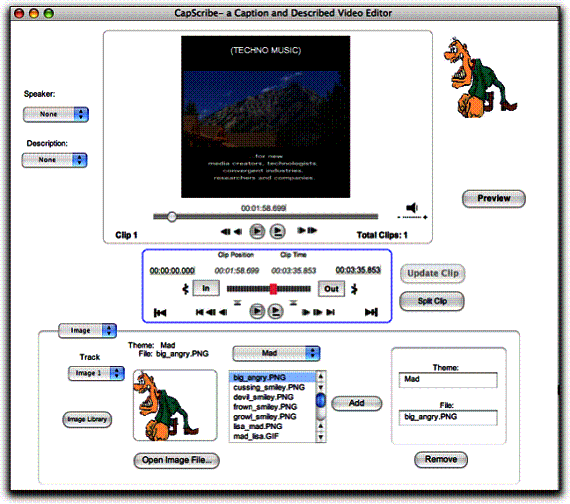 CapScribe– a Caption and Described Video Editor
(TECHNO MUSIC)
Speaker:
None
Description:
None
for new
media creators, technologists
convergent industries,
researchers and companies.
00:01:58.699
- +
Clip 1
Total Clips: 1
Preview
Clip Position Clip Time
00:00:00.000 00:01:58.699 00:03:35.853 00:03:35.853
In Out
Update Clip
Split Clip
Image
Theme: Mad
File: big_angry.PNG
Track
Image 1
Image Library
Open Image File...
Mad
big_angry.PNG
cussing_smiley.PNG
devil_smiley.PNG
frown_smiley.PNG
growl_smiley.PNG
lisa_mad.PNG
mad_lisa.GIF
Add
Theme:
Mad
File:
big_angry.PNG
Remove